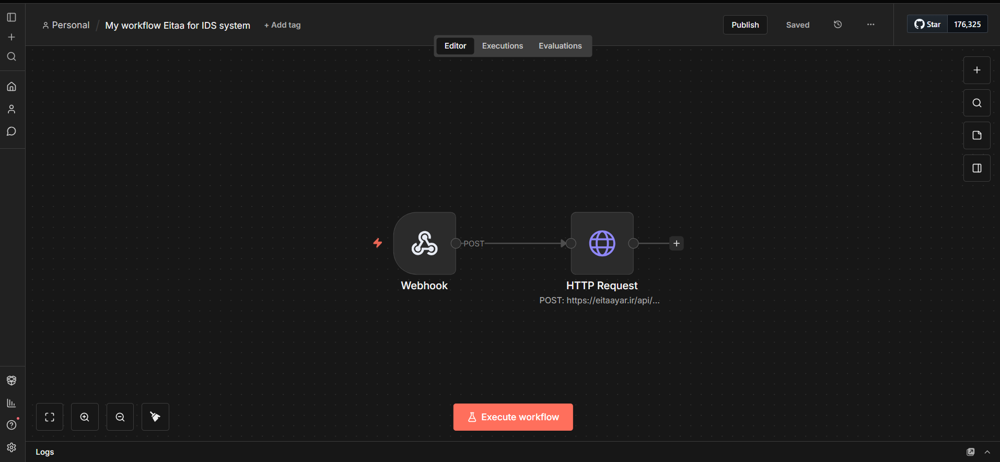 Personal / My workflow Eitaa for IDS system + Add tag
Publish Saved Star 176,325
Editor Executions Evaluations
POST
Webhook
HTTP Request
POST: https://eitaayar.ir/api/...
Execute workflow
Logs